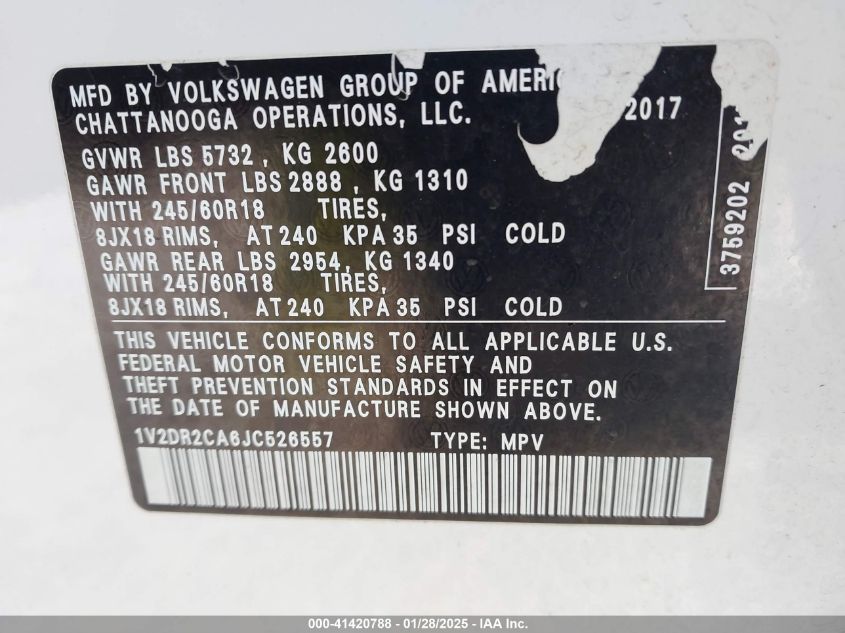 MFD BY VOLKSWAGEN GROUP OF
CHATTANOOGA OPERATIONS, LLC. 2017
GVWR LBS 5732 , KG 2600
GAWR FRONT LBS 2888 , KG 1310
WITH 245/60R18 TIRES,
8JX18 RIMS, AT 240 KPA 35 PSI COLD
GAWR REAR LBS 2954, KG 1340
WITH 245/60R18 TIRES,
8JX18 RIMS, AT 240 KPA 35 PSI COLD
THIS VEHICLE CONFORMS TO ALL APPLICABLE U.S.
FEDERAL MOTOR VEHICLE SAFETY AND
THEFT PREVENTION STANDARDS IN EFFECT ON
THE DATE OF MANUFACTURE SHOWN ABOVE.
1V2DR2CA6JC526557 TYPE: MPV
3759202
000-41420788 - 01/28/2025 - IAA Inc.